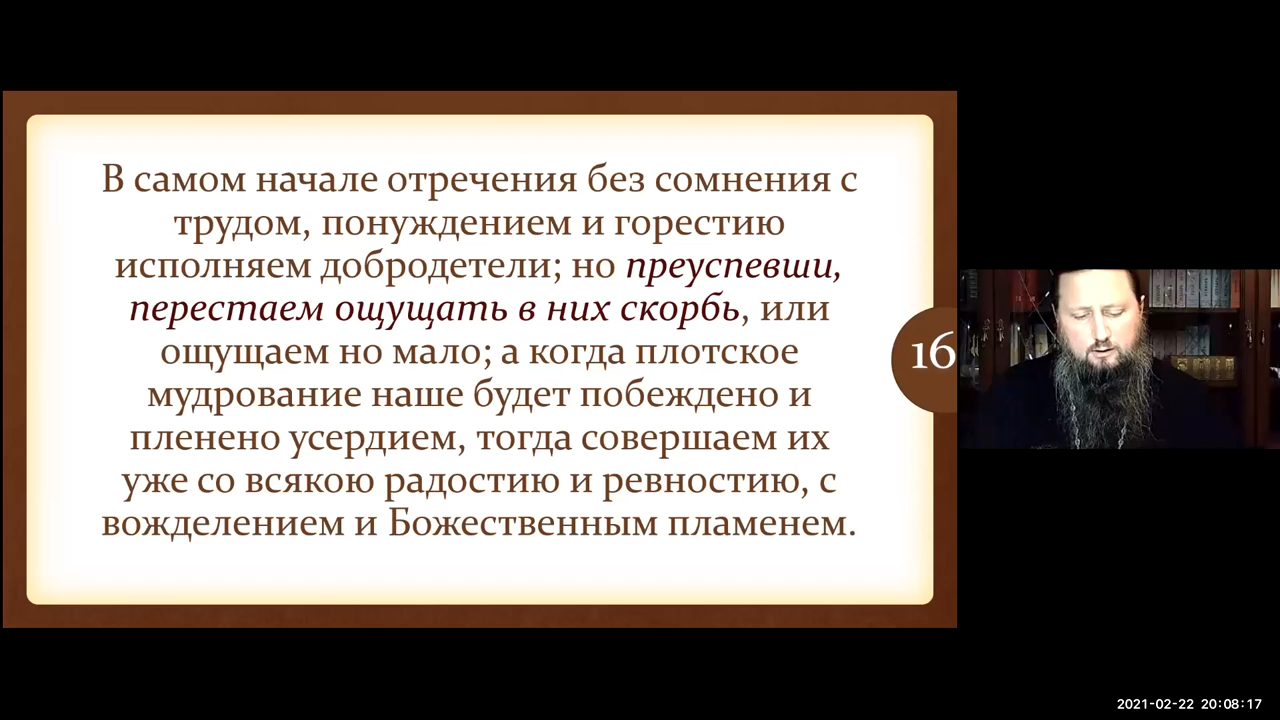 В самом начале отречения без сомнения с
трудом, понуждением и горестию
исполняем добродетели; но преуспевши,
перестаем ощущать в них скорбь, или
ощущаем но мало; а когда плотское
мудрование наше будет побеждено и
пленено усердием, тогда совершаем их
уже со всякою радостию и ревностию, с
вожделением и Божественным пламенем.
16
2021-02-22 20:08:17